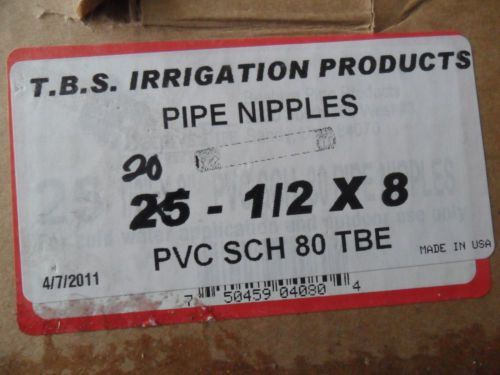 T.B.S. IRRIGATION PRODUCTS
PIPE NIPPLES
20
25 - 1/2 X 8
PVC SCH 80 TBE
MADE IN USA
4/7/2011
7 50459 04080 4